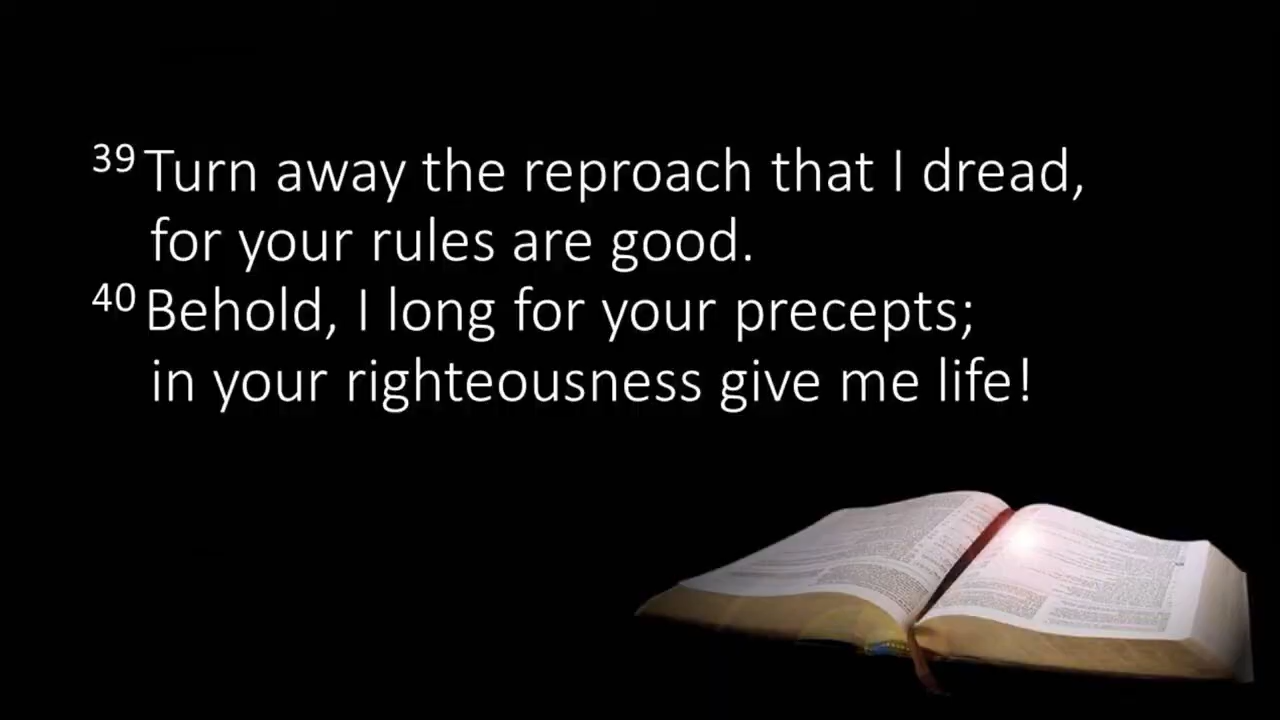 39 Turn away the reproach that I dread,
for your rules are good.
40 Behold, I long for your precepts;
in your righteousness give me life!